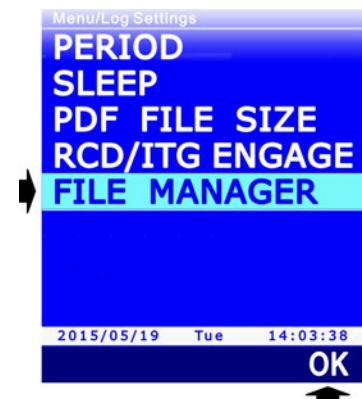 Menu/Log Settings
PERIOD
SLEEP
PDF FILE SIZE
RCD/ITG ENGAGE
FILE MANAGER
2015/05/19 Tue 14:03:38
OK